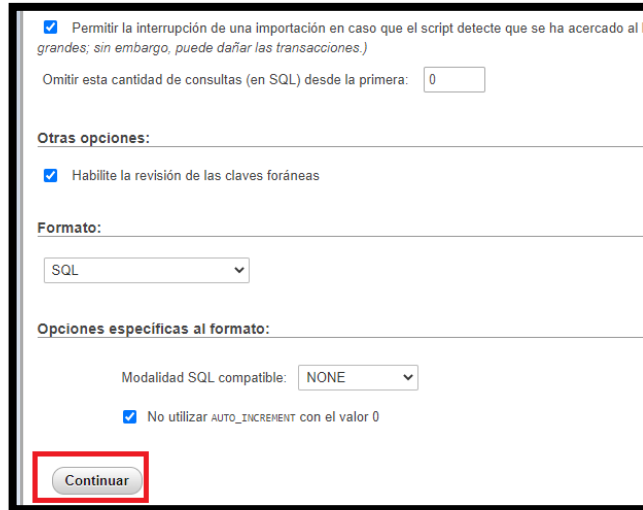 Permitir la interrupción de una importación en caso que el script detecte que se ha acercado al
grandes; sin embargo, puede dañar las transacciones.)
Omitir esta cantidad de consultas (en SQL) desde la primera: 0
Otras opciones:
Habilite la revisión de las claves foráneas
Formato:
SQL
Opciones específicas al formato:
Modalidad SQL compatible: NONE
No utilizar AUTO_INCREMENT con el valor 0
Continuar